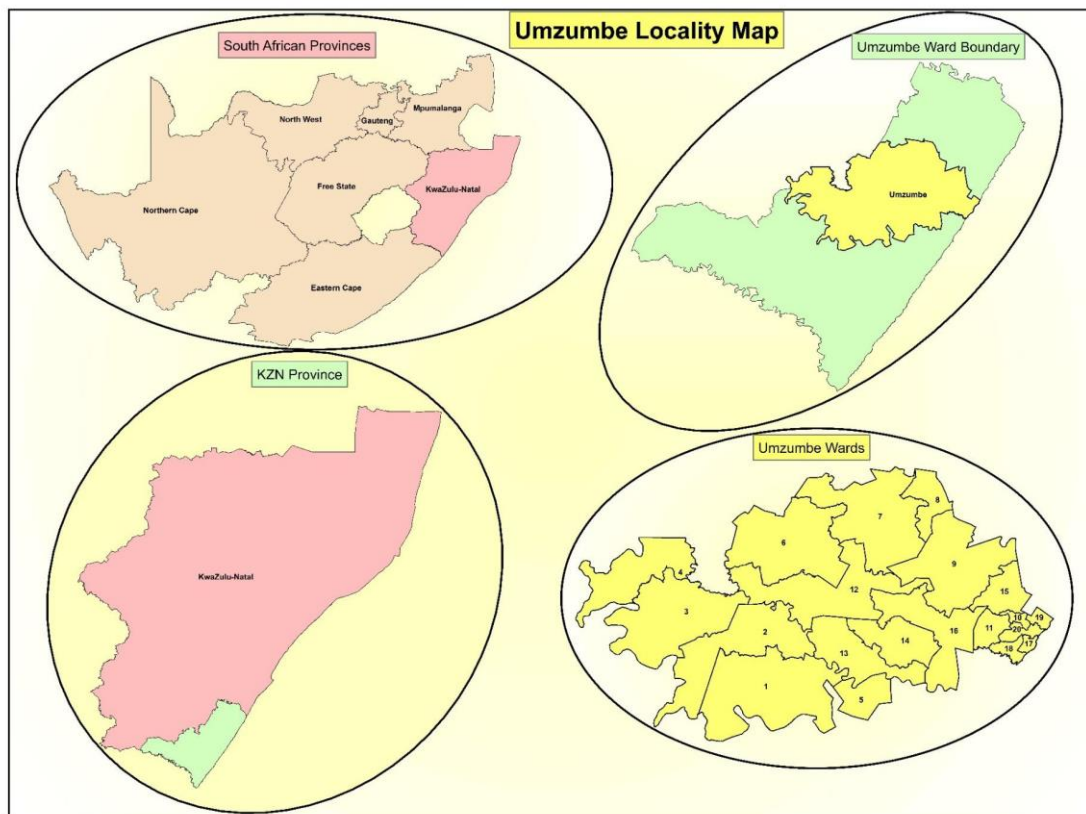 Umzumbe Locality Map
South African Provinces
Mpumalanga
North West
Gauteng
Free State
KwaZulu-Natal
Northern Cape
Eastern Cape
Umzumbe Ward Boundary
Umzumbe
KZN Province
KwaZulu-Natal
Umzumbe Wards
8
7
6
9
4
12
15
3
10
19
2
11
20
16
14
17
13
18
1
5